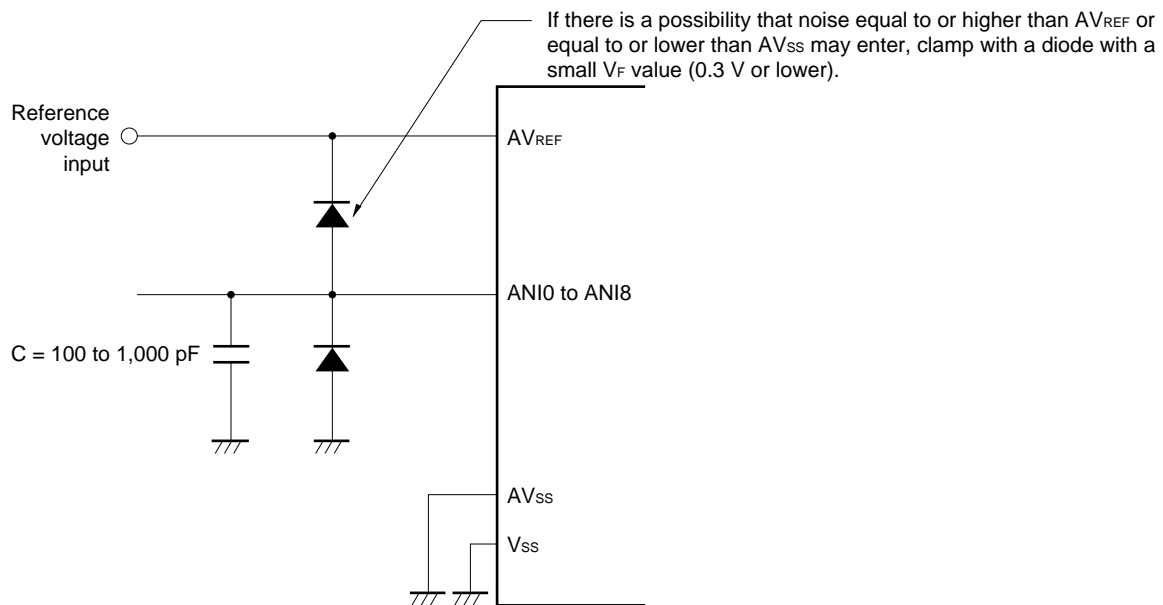 If there is a possibility that noise equal to or higher than AVREF or
equal to or lower than AVSS may enter, clamp with a diode with a
small VF value (0.3 V or lower).
Reference
voltage
input
AVREF
ANI0 to ANI8
C = 100 to 1,000 pF
AVSS
VSS